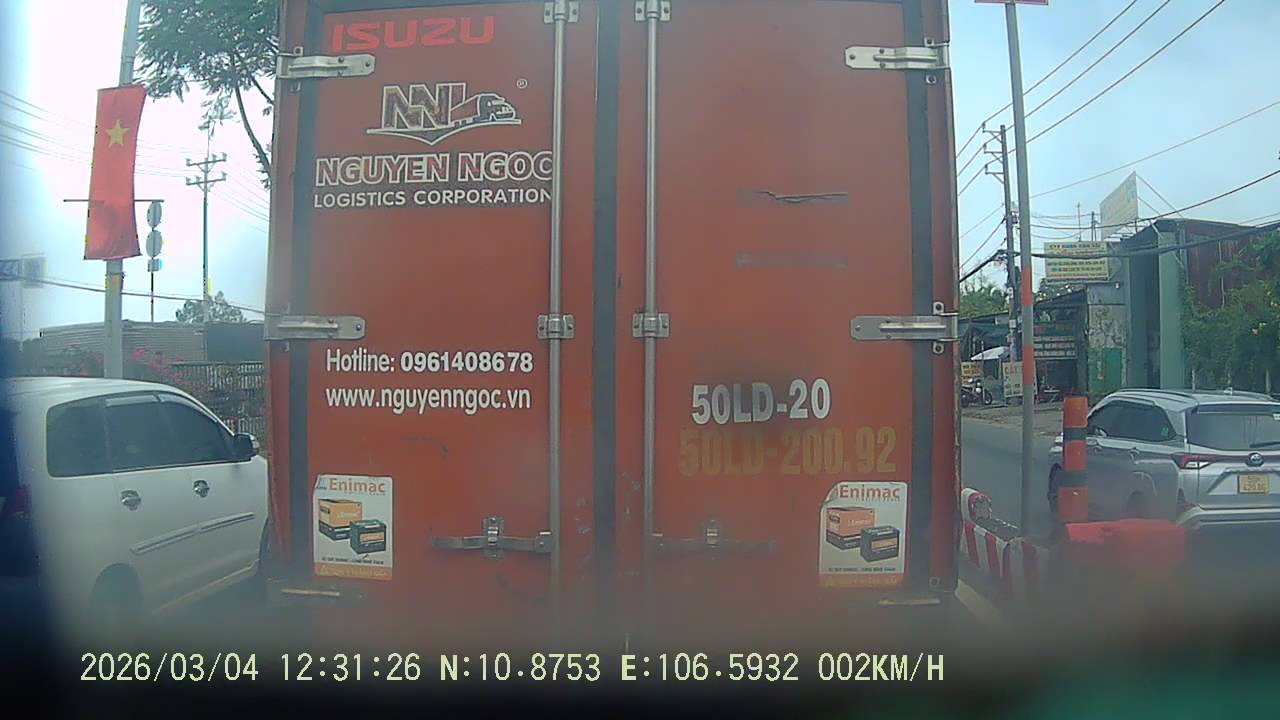 ISUZU
NNL
®
NGUYEN NGOC
LOGISTICS CORPORATION
Hotline: 0961408678
www.nguyenngoc.vn
50LD-20
50LD-200.92
Enimac
Enimac
2026/03/04 12:31:26 N:10.8753 E:106.5932 002KM/H